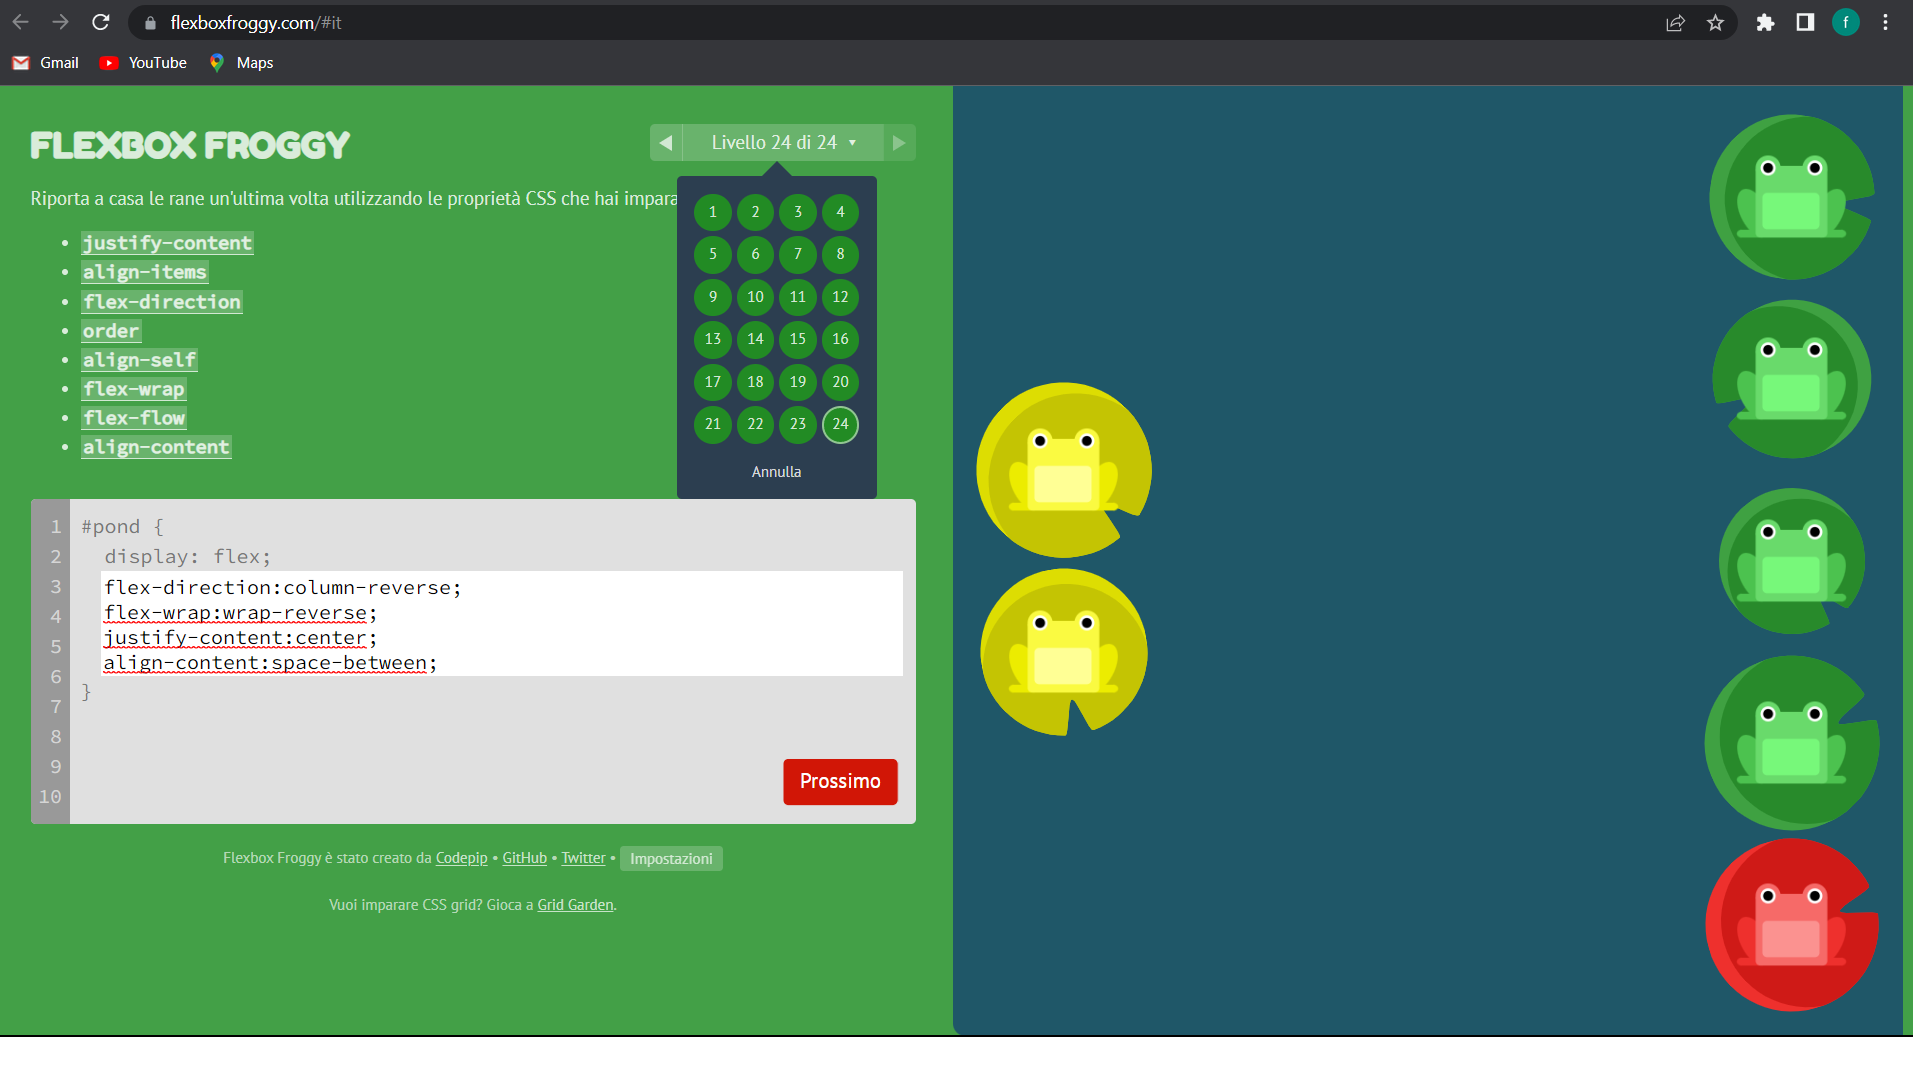 flexboxfroggy.com/#it
f
Gmail YouTube Maps
FLEXBOX FROGGY
◀ Livello 24 di 24 ▼ ▶
Riporta a casa le rane un'ultima volta utilizzando le proprietà CSS che hai
• justify-content
• align-items
• flex-direction
• order
• align-self
• flex-wrap
• flex-flow
• align-content
1 2 3 4
5 6 7 8
9 10 11 12
13 14 15 16
17 18 19 20
21 22 23 24
Annulla
1 #pond {
2 display: flex;
3 flex-direction:column-reverse;
4 flex-wrap:wrap-reverse;
5 justify-content:center;
6 align-content:space-between;
7 }
8
9
10
Prossimo
Flexbox Froggy è stato creato da Codepip • GitHub • Twitter • Impostazioni
Vuoi imparare CSS grid? Gioca a Grid Garden.